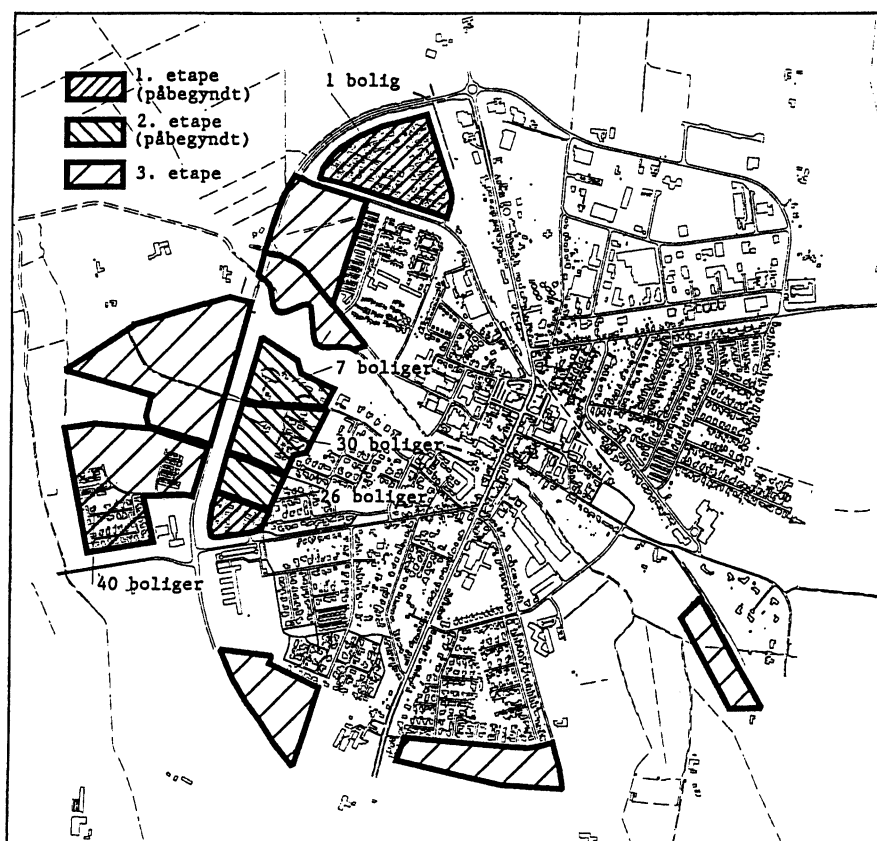 1. etape
(påbegyndt)
2. etape
(påbegyndt)
3. etape
1 bolig
7 boliger
30 boliger
26 boliger
40 boliger